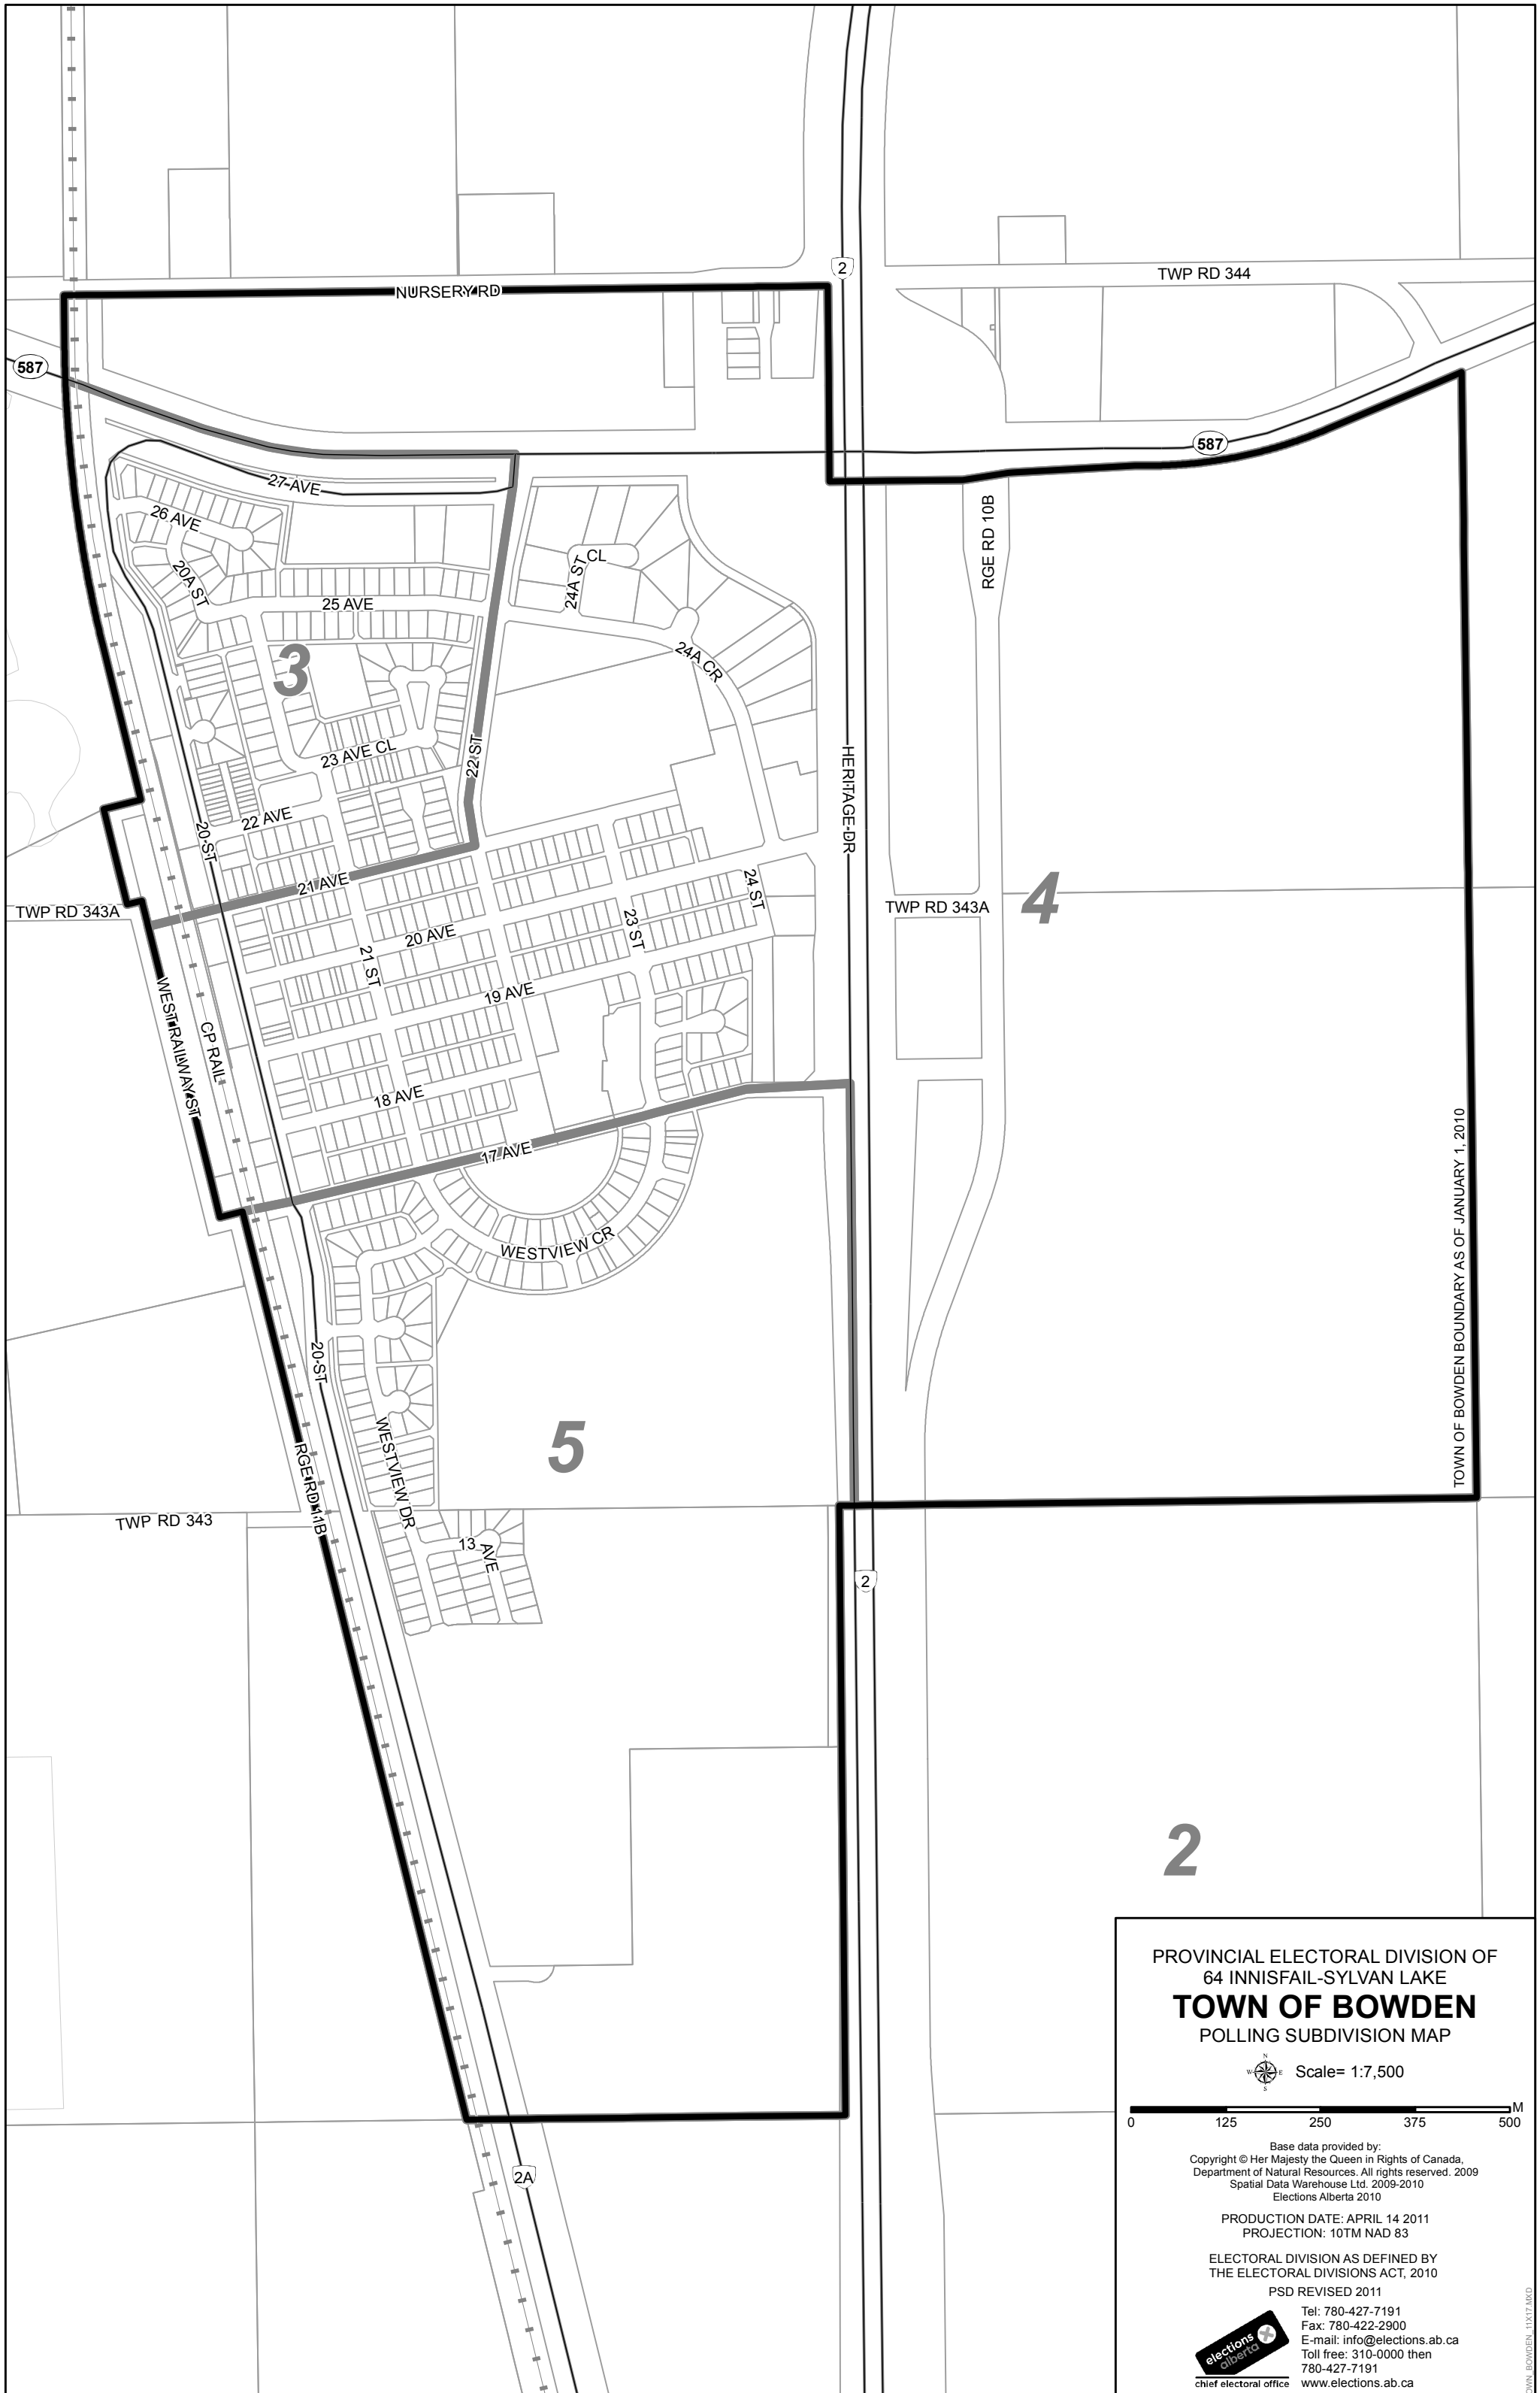 2
TWP RD 344
NURSERY RD
587
587
27 AVE
26 AVE
RGE RD 10B
CL
24A ST
20A ST
25 AVE
3
24A CR
23 AVE CL
22 ST
HERITAGE DR
22 AVE
20 ST
21 AVE
24 ST
4
TWP RD 343A
TWP RD 343A
23 ST
20 AVE
21 ST
19 AVE
WEST RAILWAY ST
CP RAIL
18 AVE
17 AVE
TOWN OF BOWDEN BOUNDARY AS OF JANUARY 1, 2010
WESTVIEW CR
20 ST
5
WESTVIEW DR
RGE RD 11B
TWP RD 343
13 AVE
2
2
2A
PROVINCIAL ELECTORAL DIVISION OF
64 INNISFAIL-SYLVAN LAKE
TOWN OF BOWDEN
POLLING SUBDIVISION MAP
N
W E
S
Scale= 1:7,500
M
0 125 250 375 500
Base data provided by:
Copyright © Her Majesty the Queen in Rights of Canada,
Department of Natural Resources. All rights reserved. 2009
Spatial Data Warehouse Ltd. 2009-2010
Elections Alberta 2010
PRODUCTION DATE: APRIL 14 2011
PROJECTION: 10TM NAD 83
ELECTORAL DIVISION AS DEFINED BY
THE ELECTORAL DIVISIONS ACT, 2010
PSD REVISED 2011
elections
alberta
chief electoral office
Tel: 780-427-7191
Fax: 780-422-2900
E-mail: info@elections.ab.ca
Toll free: 310-0000 then
780-427-7191
www.elections.ab.ca